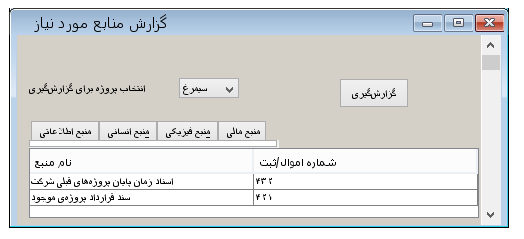 گزارش منابع مورد نیاز
انتخاب پروژه برای گزارش‌گیری
سیمرغ
گزارش‌گیری
منبع اطلاعاتی
منبع انسانی
منبع فیزیکی
منبع مالی
نام منبع
شماره اموال/ثبت
اسناد زمان پایان پروژه‌های قبلی شرکت
۴۳۲
سند قرارداد پروژه‌ی موجود
۴۲۱